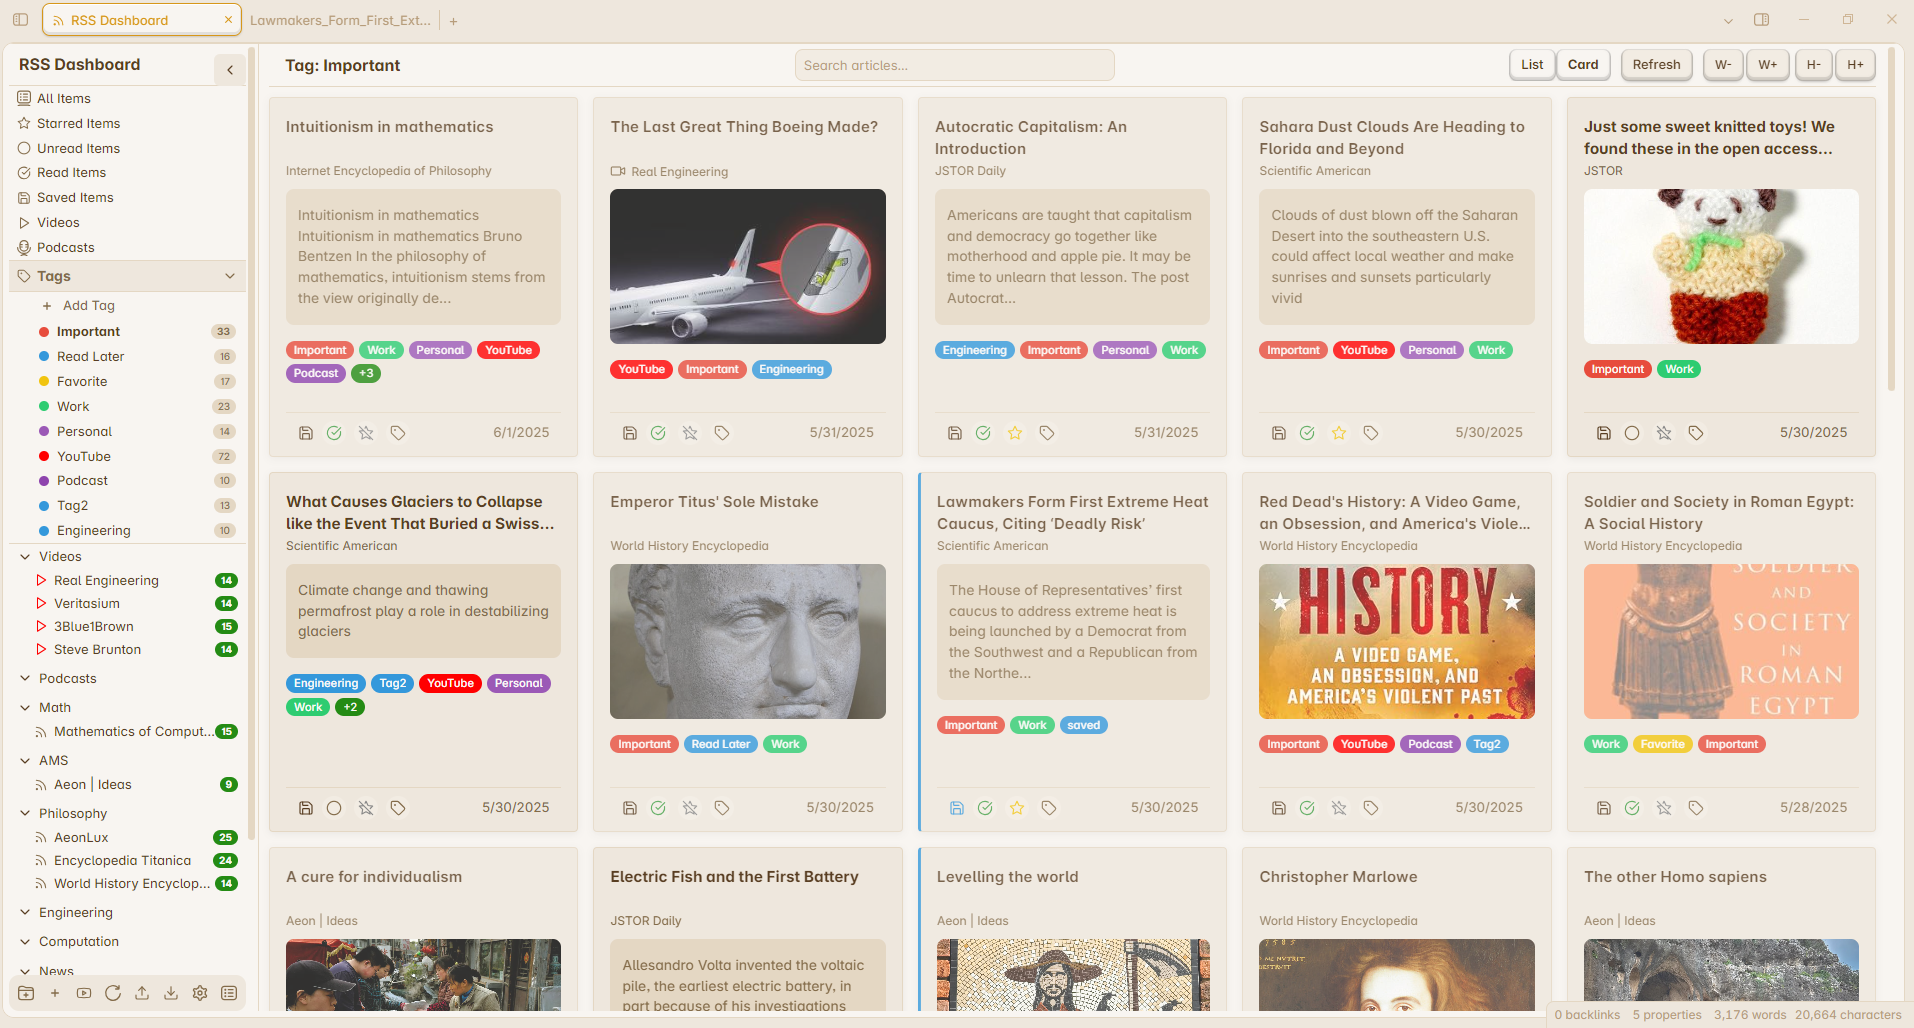 RSS Dashboard
Lawmakers_Form_First_Ext...
RSS Dashboard
All Items
Starred Items
Unread Items
Read Items
Saved Items
Videos
Podcasts
Tags
Add Tag
Important 33
Read Later 16
Favorite 17
Work 23
Personal 14
YouTube 72
Podcast 10
Tag2 13
Engineering 10
Videos
Real Engineering 14
Veritasium 14
3Blue1Brown 15
Steve Brunton 14
Podcasts
Math
Mathematics of Comput... 15
AMS
Aeon | Ideas 9
Philosophy
AeonLux 25
Encyclopedia Titanica 24
World History Encyclop... 14
Engineering
Computation
News
Tag: Important
Search articles...
List Card Refresh W- W+ H- H+
Intuitionism in mathematics
Internet Encyclopedia of Philosophy
Intuitionism in mathematics
Intuitionism in mathematics Bruno
Bentzen In the philosophy of
mathematics, intuitionism stems from
the view originally de...
Important Work Personal YouTube
Podcast +3
6/1/2025
The Last Great Thing Boeing Made?
Real Engineering
YouTube Important Engineering
5/31/2025
Autocratic Capitalism: An
Introduction
JSTOR Daily
Americans are taught that capitalism
and democracy go together like
motherhood and apple pie. It may be
time to unlearn that lesson. The post
Autocrat...
Engineering Important Personal Work
5/31/2025
Sahara Dust Clouds Are Heading to
Florida and Beyond
Scientific American
Clouds of dust blown off the Saharan
Desert into the southeastern U.S.
could affect local weather and make
sunrises and sunsets particularly
vivid
Important YouTube Personal Work
5/30/2025
Just some sweet knitted toys! We
found these in the open access...
JSTOR
Important Work
5/30/2025
What Causes Glaciers to Collapse
like the Event That Buried a Swiss...
Scientific American
Climate change and thawing
permafrost play a role in destabilizing
glaciers
Engineering Tag2 YouTube Personal
Work +2
5/30/2025
Emperor Titus' Sole Mistake
World History Encyclopedia
Important Read Later Work
5/30/2025
Lawmakers Form First Extreme Heat
Caucus, Citing ‘Deadly Risk’
Scientific American
The House of Representatives’ first
caucus to address extreme heat is
being launched by a Democrat from
the Southwest and a Republican from
the Northe...
Important Work saved
5/30/2025
Red Dead's History: A Video Game,
an Obsession, and America's Viole...
World History Encyclopedia
HISTORY
A VIDEO GAME,
AN OBSESSION, AND
AMERICA'S VIOLENT PAST
Important YouTube Podcast Tag2
5/30/2025
Soldier and Society in Roman Egypt:
A Social History
World History Encyclopedia
SOLDIER
AND
SOCIETY
IN
ROMAN
EGYPT
Work Favorite Important
5/28/2025
A cure for individualism
Aeon | Ideas
Electric Fish and the First Battery
JSTOR Daily
Allesandro Volta invented the voltaic
pile, the earliest electric battery, in
part because of his investigations
Levelling the world
Aeon | Ideas
Christopher Marlowe
World History Encyclopedia
The other Homo sapiens
Aeon | Ideas
0 backlinks 5 properties 3,176 words 20,664 characters